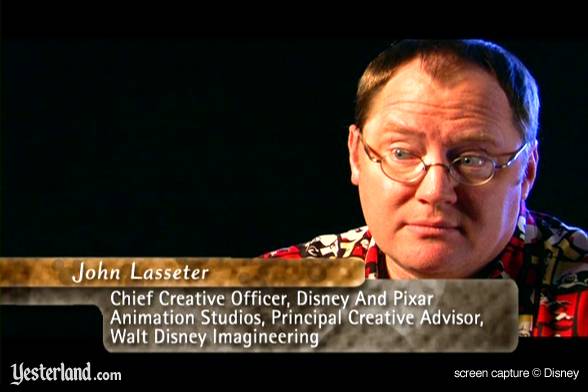 John Lasseter
Chief Creative Officer, Disney And Pixar
Animation Studios, Principal Creative Advisor,
Walt Disney Imagineering
Yesterland.com
screen capture © Disney